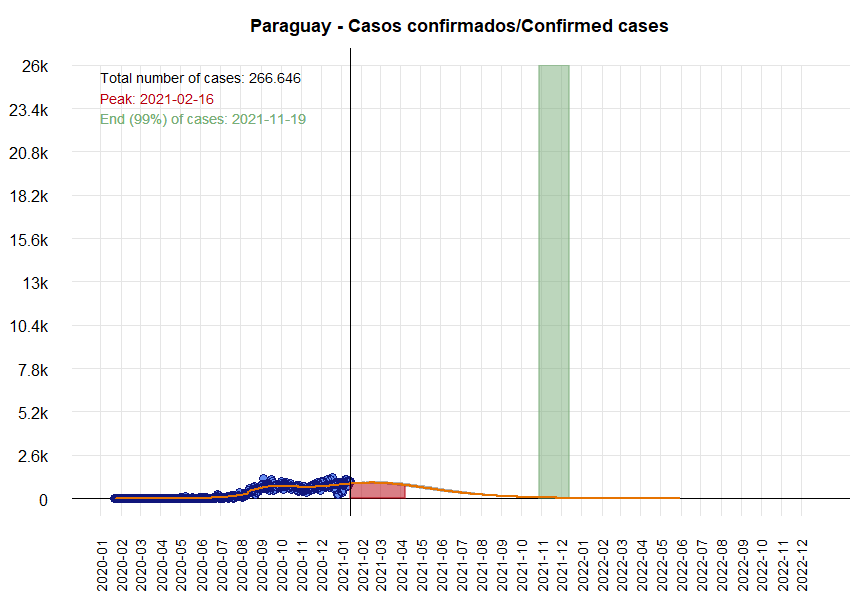 Paraguay - Casos confirmados/Confirmed cases
Total number of cases: 266.646
Peak: 2021-02-16
End (99%) of cases: 2021-11-19
26k
23.4k
20.8k
18.2k
15.6k
13k
10.4k
7.8k
5.2k
2.6k
0
2020-01
2020-02
2020-03
2020-04
2020-05
2020-06
2020-07
2020-08
2020-09
2020-10
2020-11
2020-12
2021-01
2021-02
2021-03
2021-04
2021-05
2021-06
2021-07
2021-08
2021-09
2021-10
2021-11
2021-12
2022-01
2022-02
2022-03
2022-04
2022-05
2022-06
2022-07
2022-08
2022-09
2022-10
2022-11
2022-12